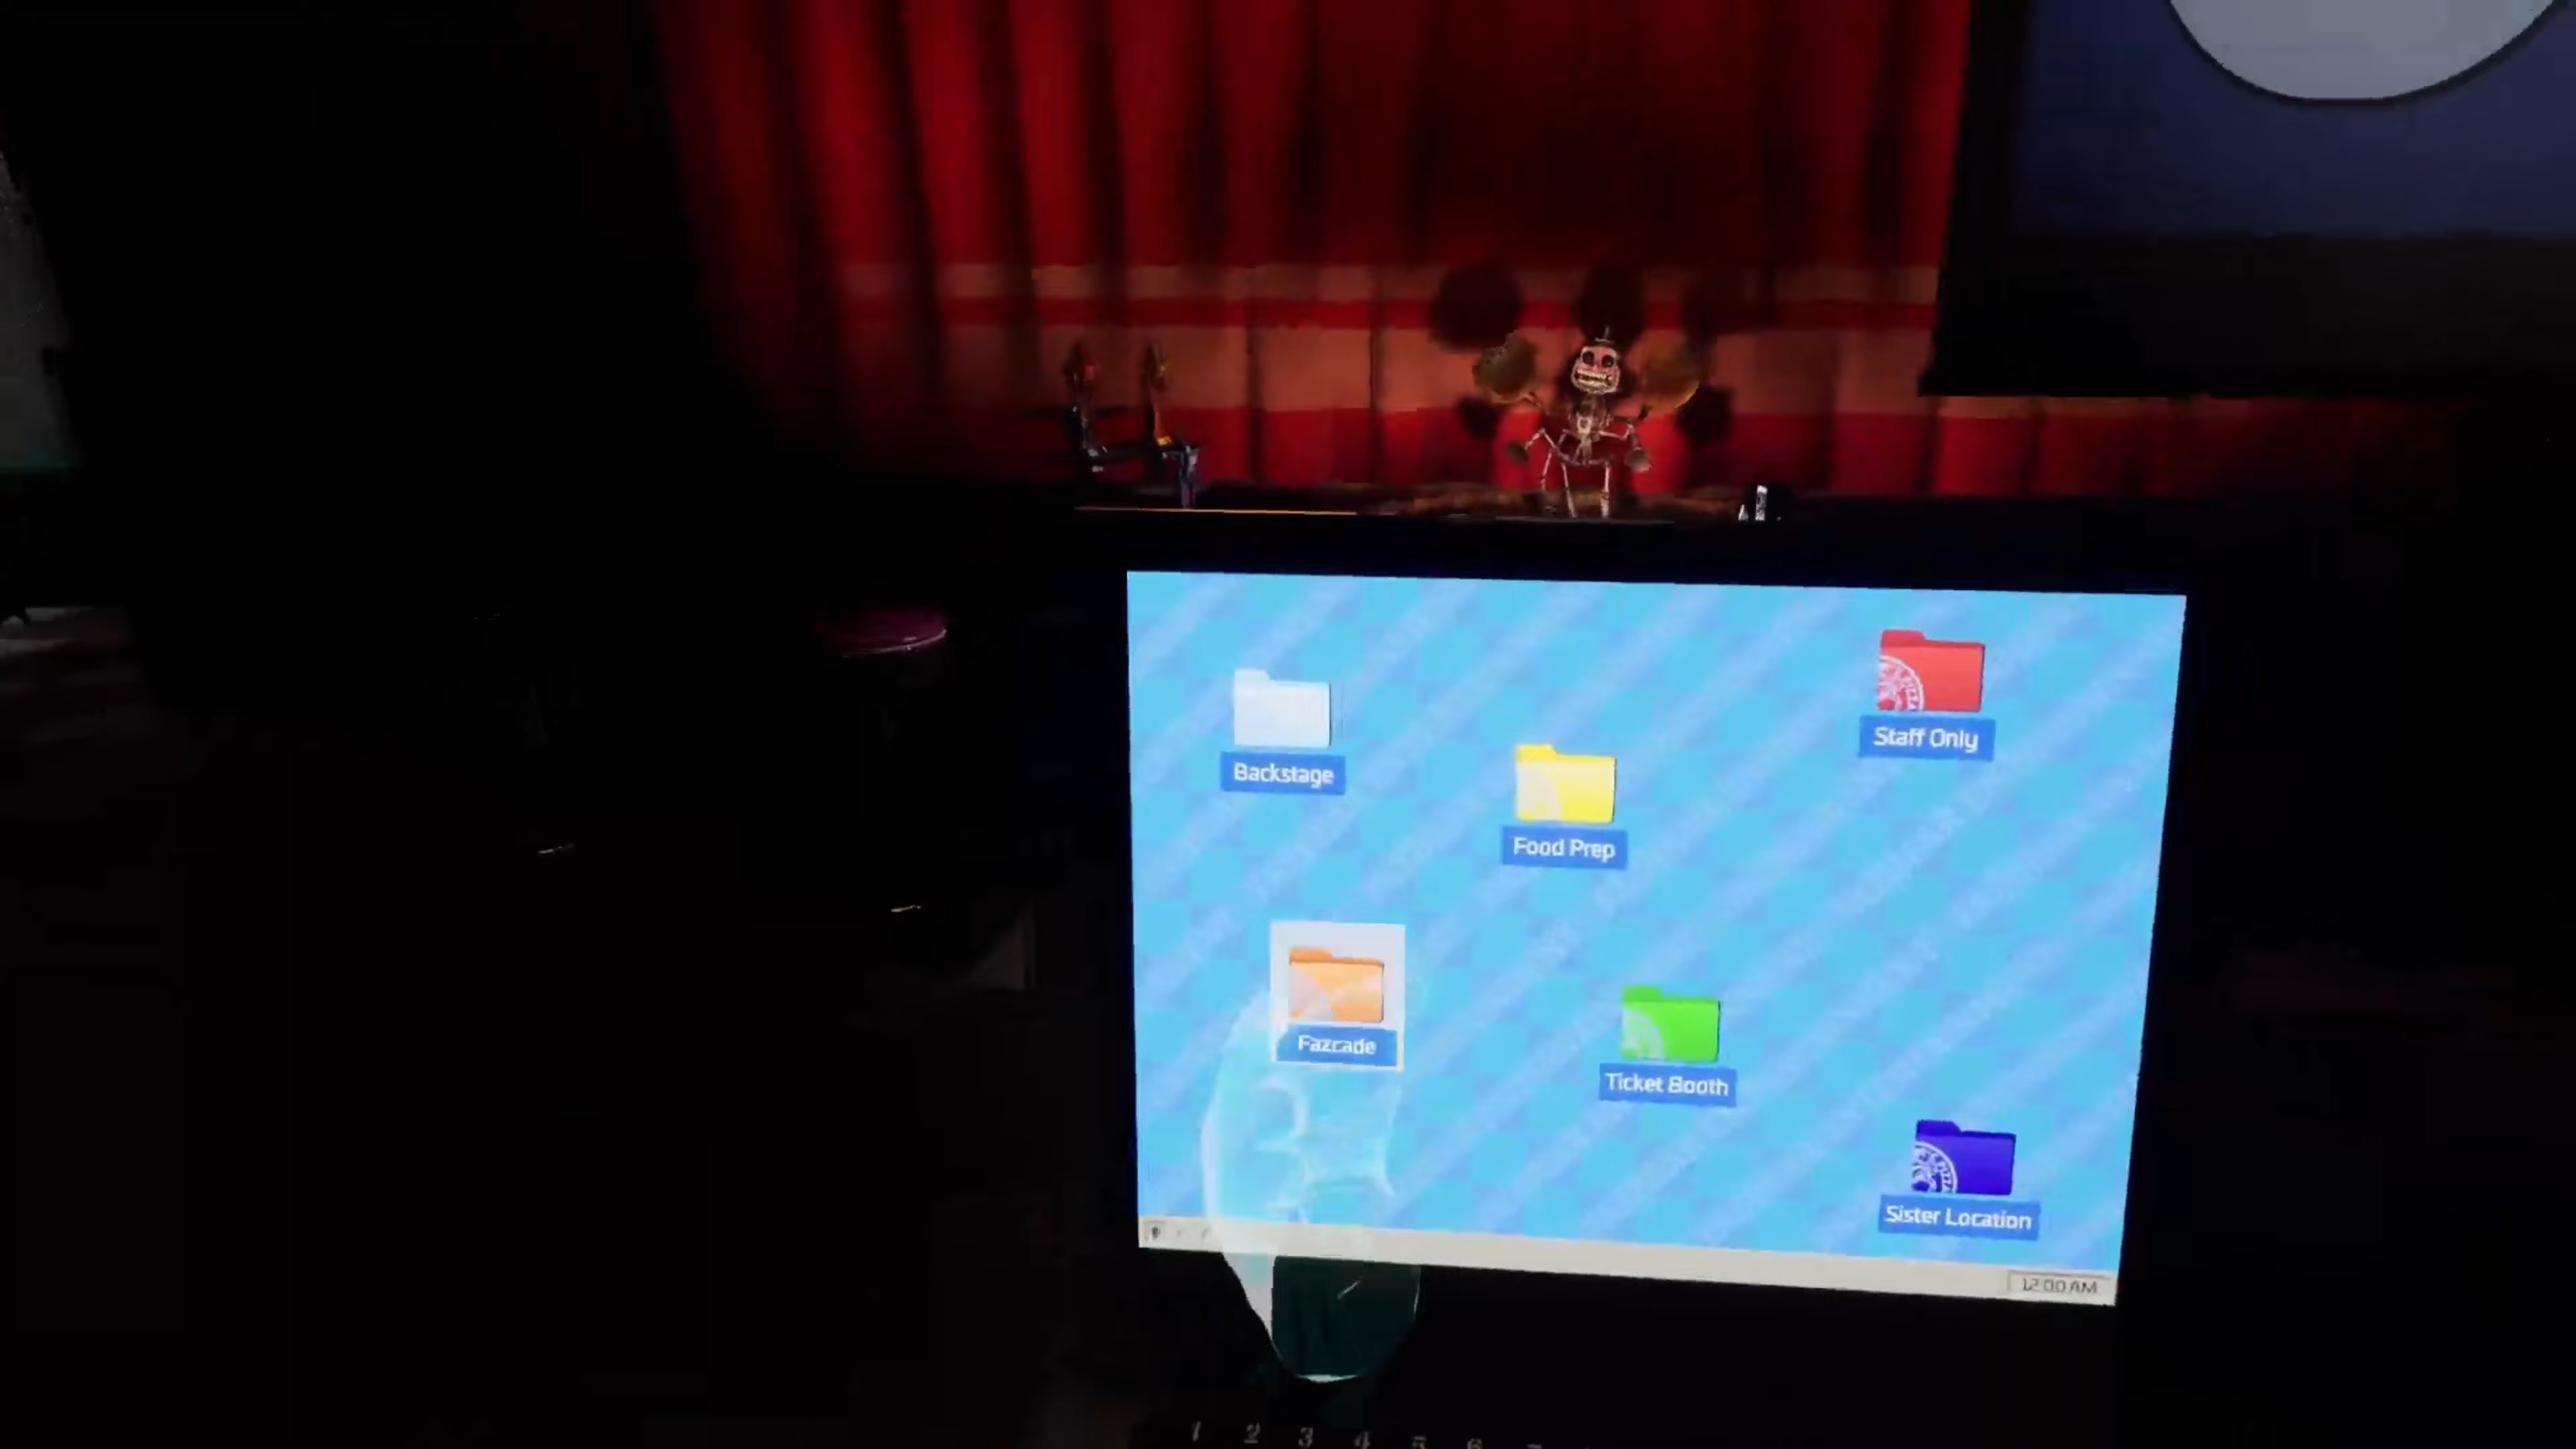 Staff Only
Backstage
Food Prep
Fazcade
Ticket Booth
Sister Location
12:00 AM
1 2 3 4 5 6 7